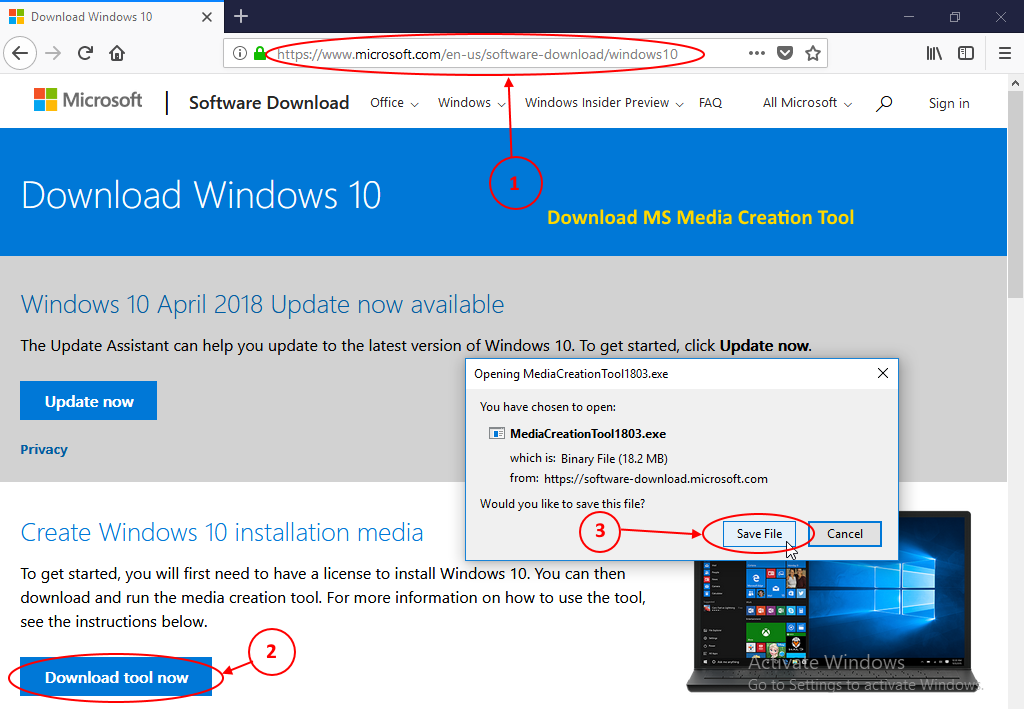 Download Windows 10
https://www.microsoft.com/en-us/software-download/windows10
Microsoft
Software Download
Office
Windows
Windows Insider Preview
FAQ
All Microsoft
Sign in
Download Windows 10
1
Download MS Media Creation Tool
Windows 10 April 2018 Update now available
The Update Assistant can help you update to the latest version of Windows 10. To get started, click Update now.
Update now
Privacy
Opening MediaCreationTool1803.exe
You have chosen to open:
MediaCreationTool1803.exe
which is: Binary File (18.2 MB)
from: https://software-download.microsoft.com
Would you like to save this file?
3
Save File
Cancel
Create Windows 10 installation media
To get started, you will first need to have a license to install Windows 10. You can then
download and run the media creation tool. For more information on how to use the tool,
see the instructions below.
2
Download tool now
Activate Windows
Go to Settings to activate Windows.